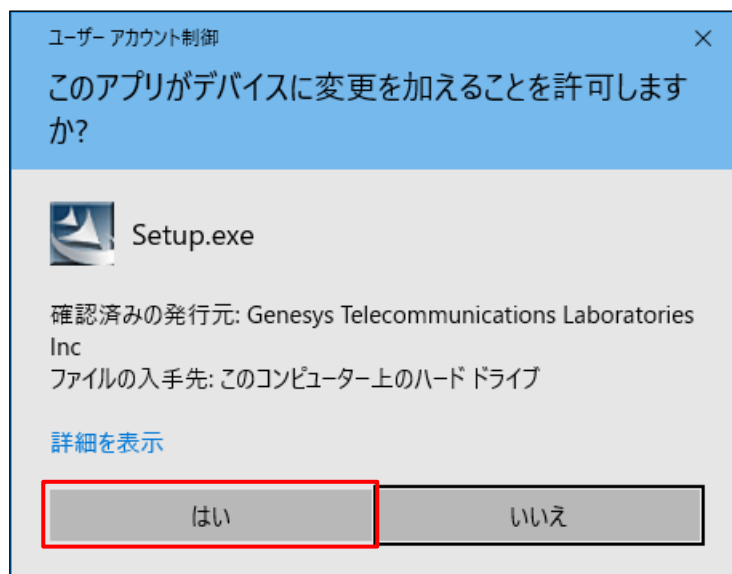 ユーザー アカウント制御
このアプリがデバイスに変更を加えることを許可します
か?
Setup.exe
確認済みの発行元: Genesys Telecommunications Laboratories
Inc
ファイルの入手先: このコンピューター上のハード ドライブ
詳細を表示
はい
いいえ